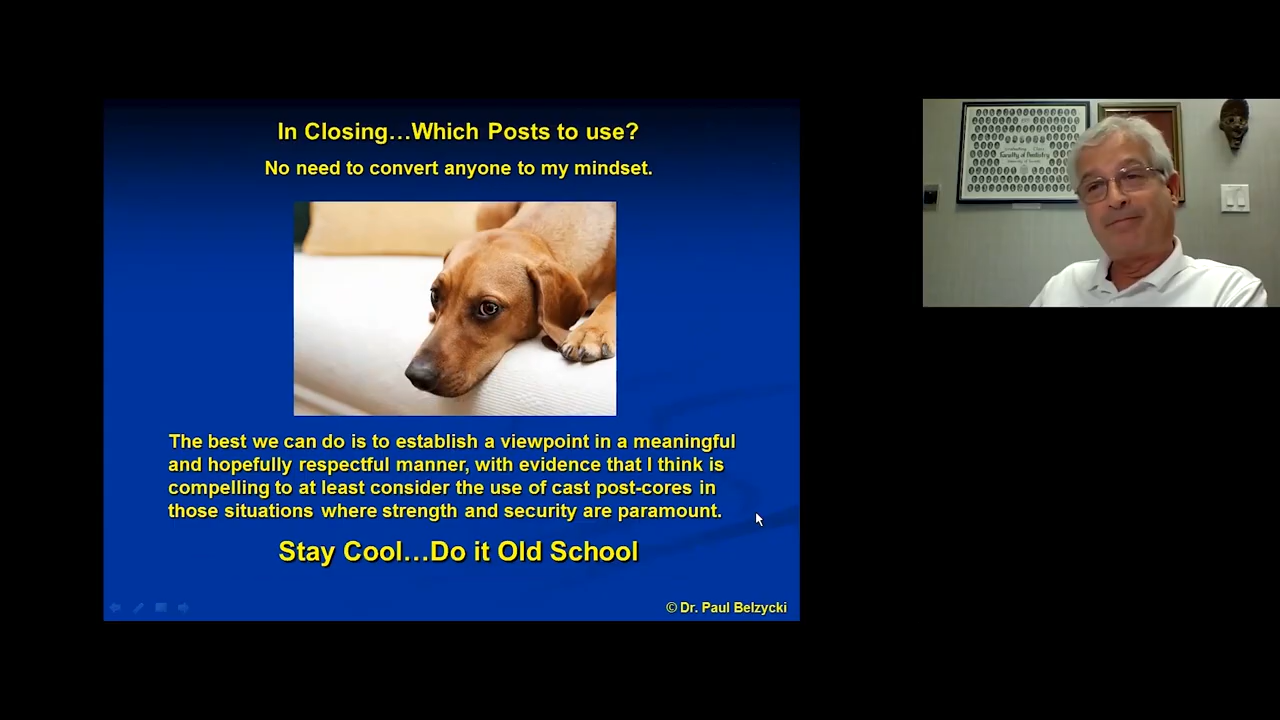 In Closing…Which Posts to use?
No need to convert anyone to my mindset.
The best we can do is to establish a viewpoint in a meaningful
and hopefully respectful manner, with evidence that I think is
compelling to at least consider the use of cast post-cores in
those situations where strength and security are paramount.
Stay Cool…Do it Old School
© Dr. Paul Belzycki
Faculty of Dentistry